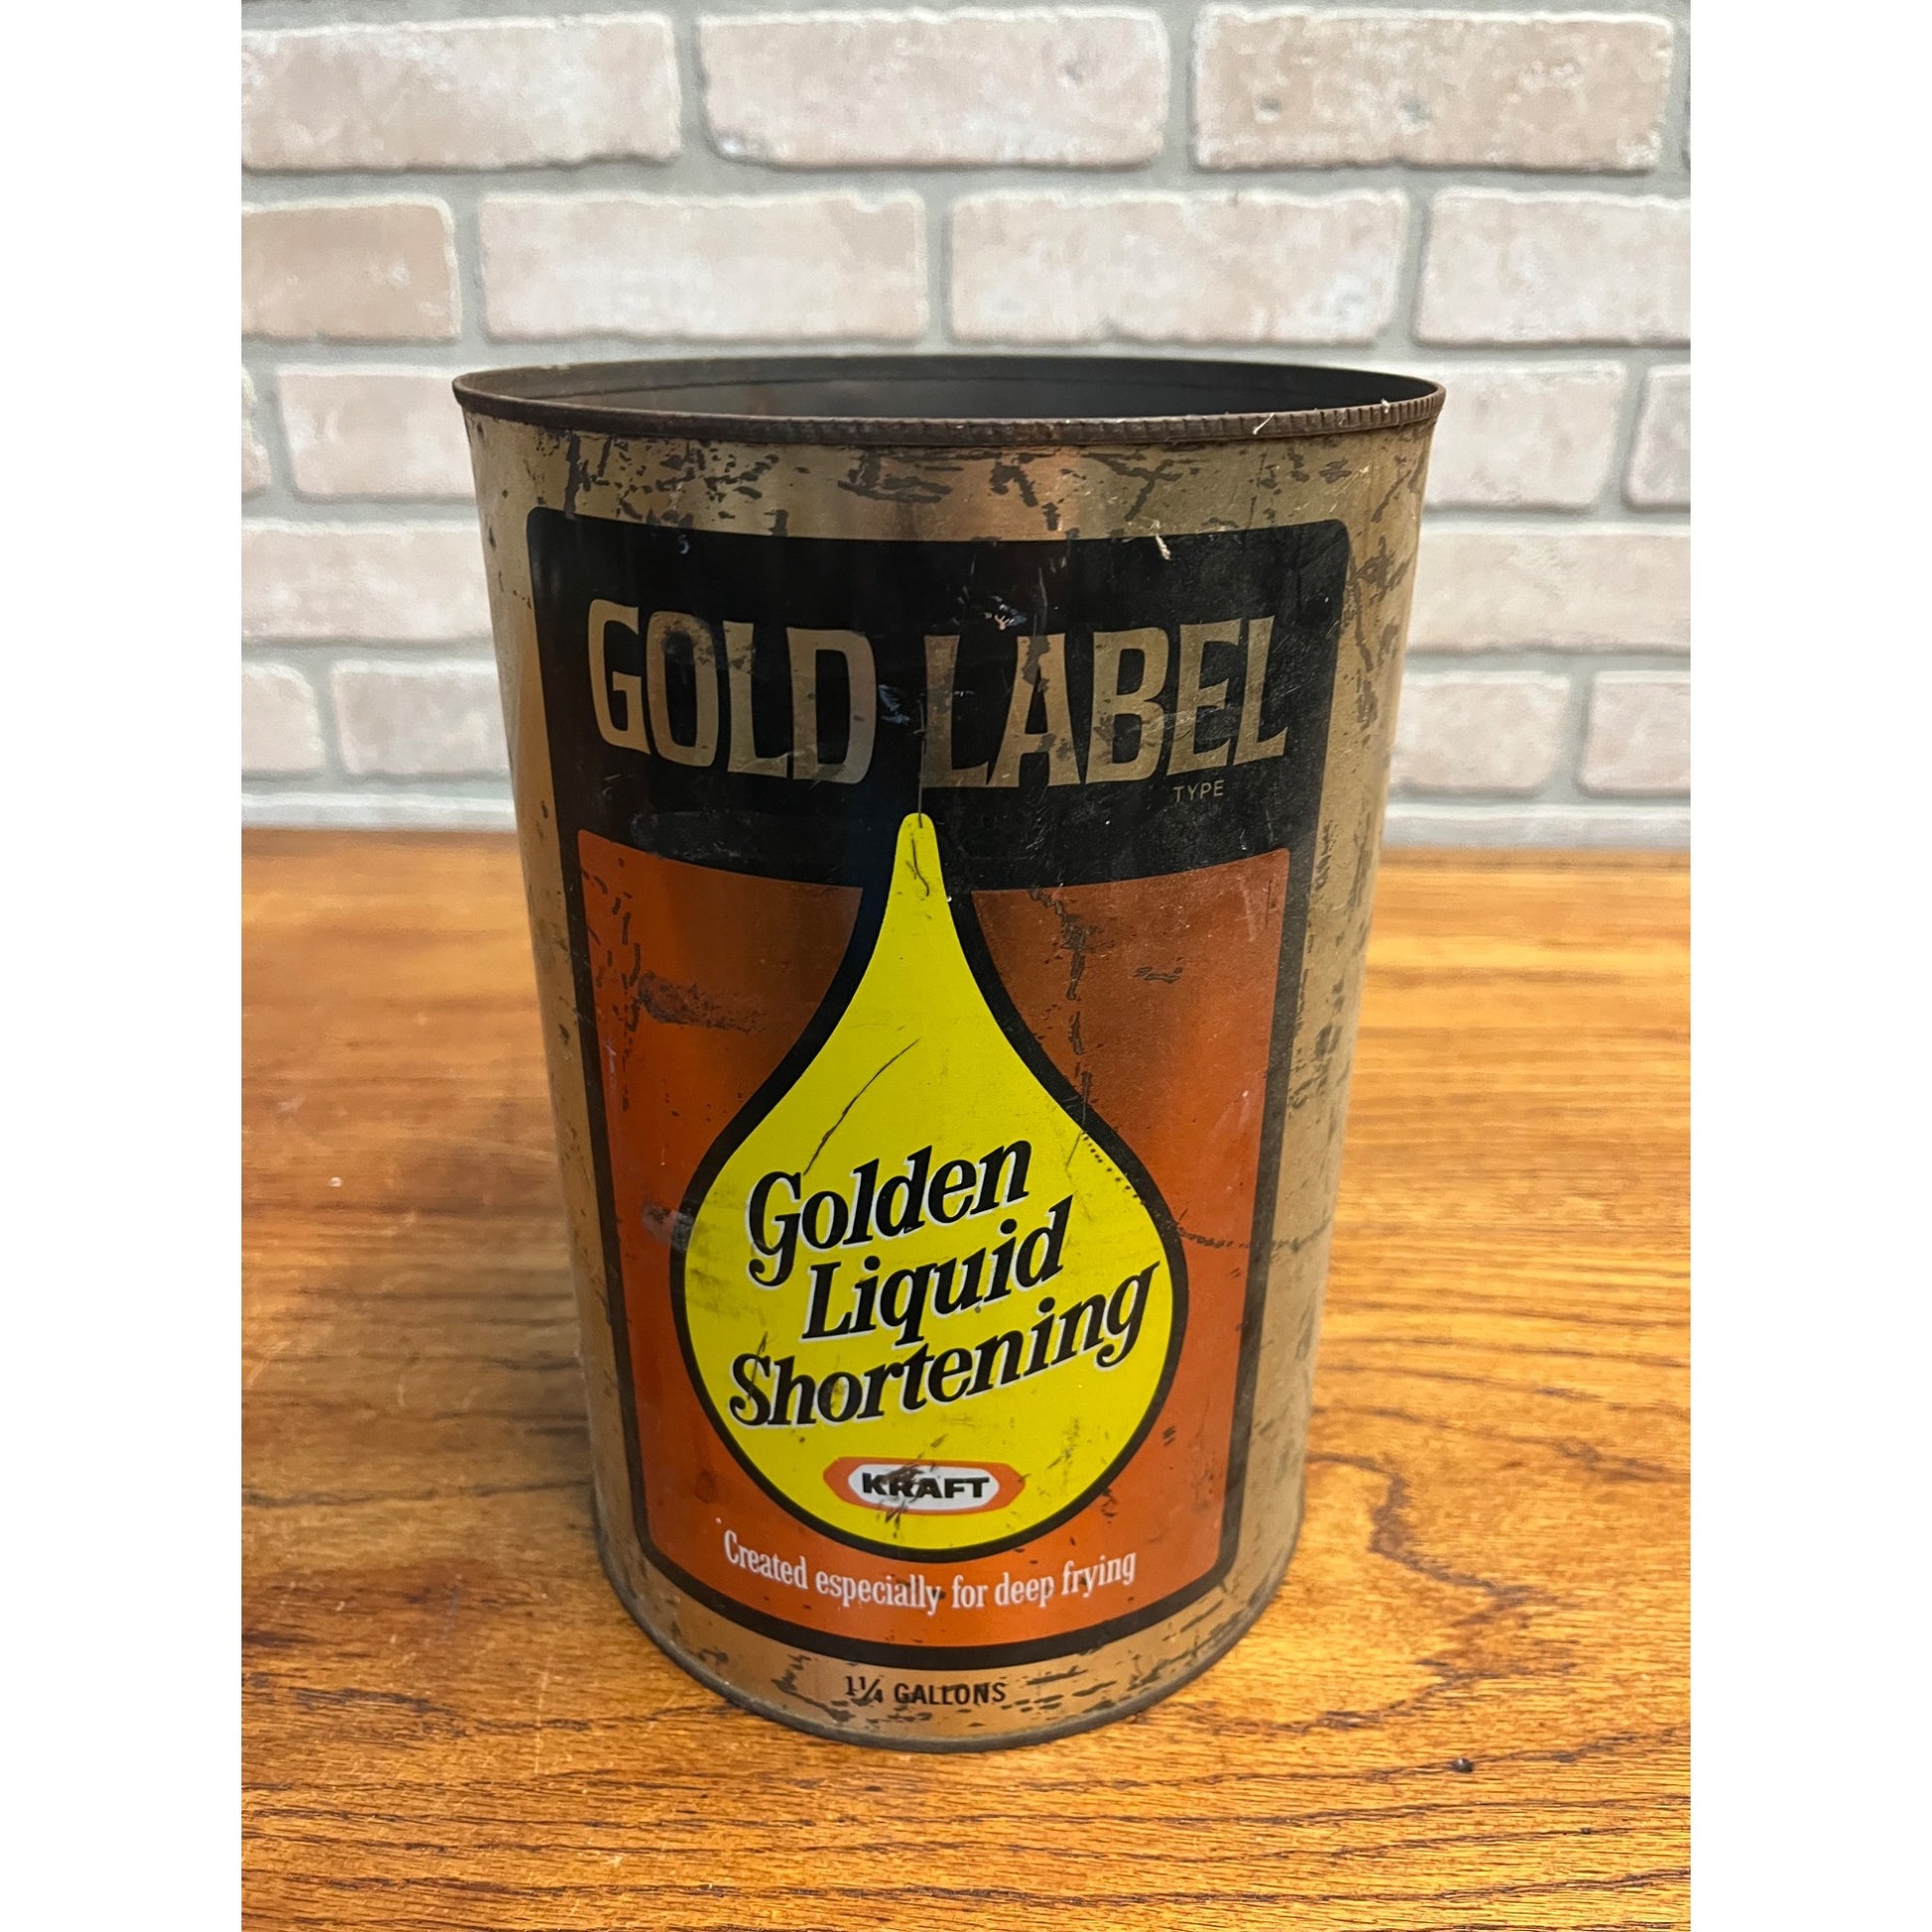 GOLD LABEL
TYPE
Golden
Liquid
Shortening
KRAFT
Created especially for deep frying
1¼ GALLONS